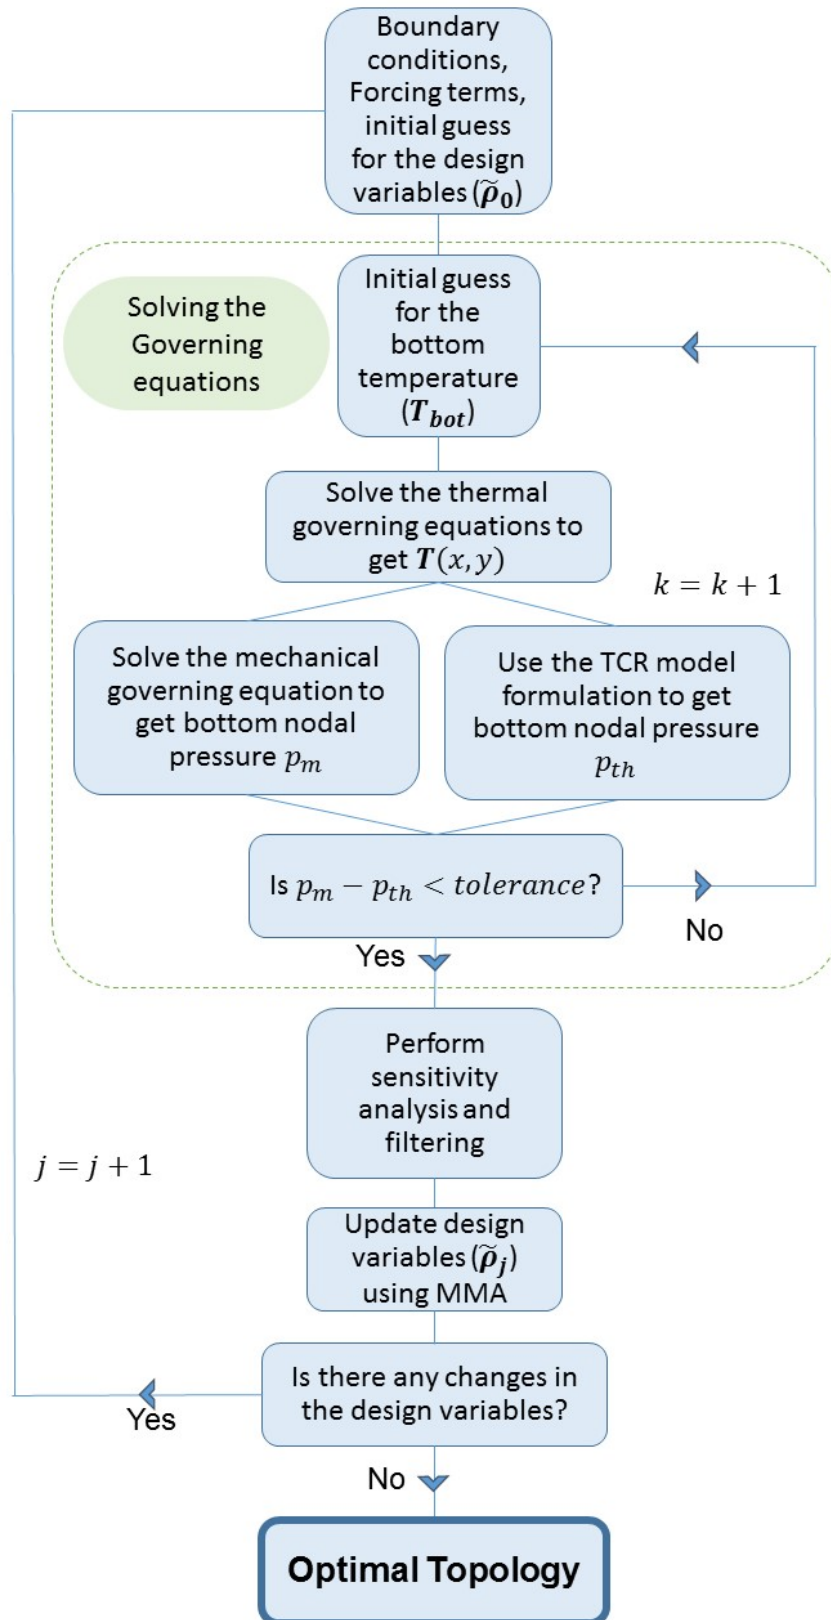 Boundary
conditions,
Forcing terms,
initial guess
for the design
variables (ρ̃₀)
Solving the
Governing
equations
Initial guess
for the
bottom
temperature
(T_bot)
Solve the thermal
governing equations to
get T(x, y)
k = k + 1
Solve the mechanical
governing equation to
get bottom nodal
pressure p_m
Use the TCR model
formulation to get
bottom nodal pressure
p_th
Is p_m − p_th < tolerance?
No
Yes
Perform
sensitivity
analysis and
filtering
j = j + 1
Update design
variables (ρ̃_j)
using MMA
Is there any changes in
the design variables?
Yes
No
Optimal Topology